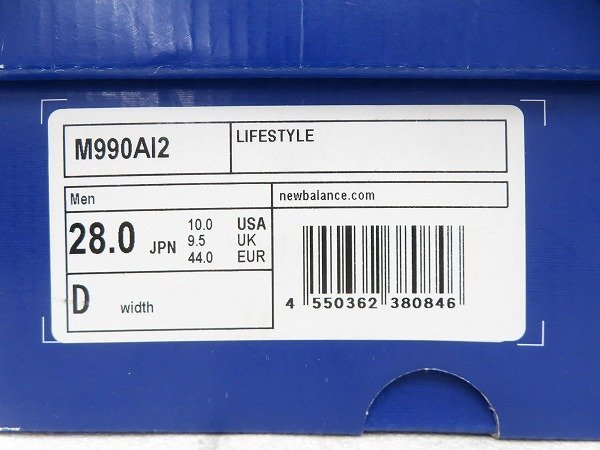 M990AI2
LIFESTYLE
Men
newbalance.com
28.0 JPN
10.0 USA
9.5 UK
44.0 EUR
D width
4 550362 380846